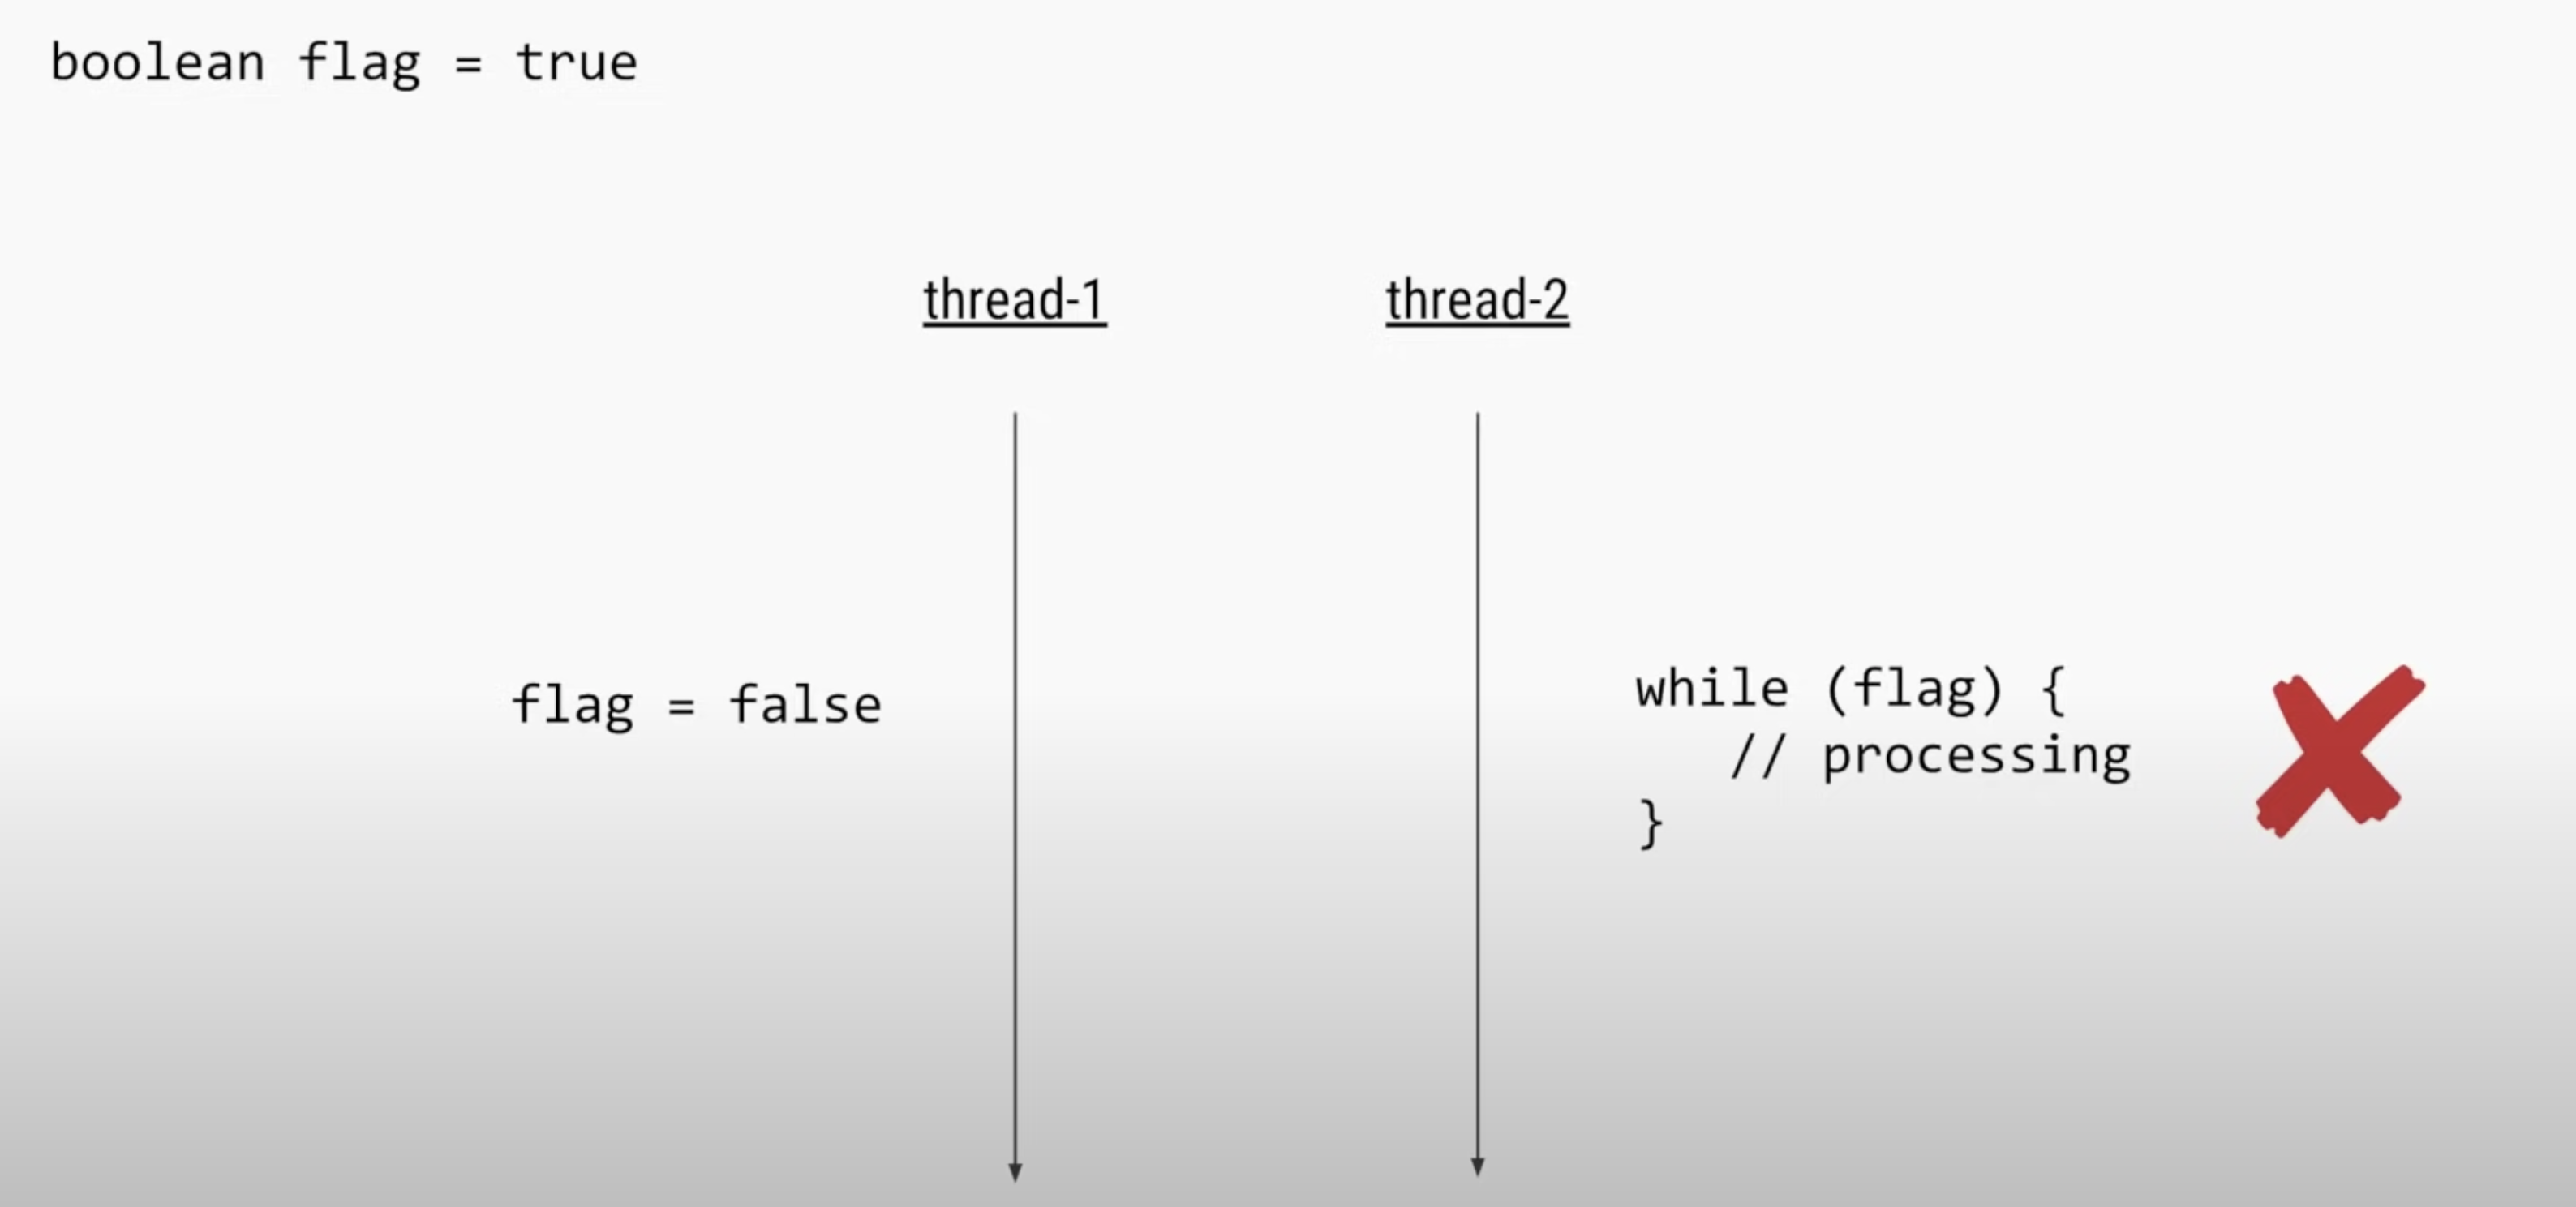 boolean flag = true
thread-1
thread-2
flag = false
while (flag) {
// processing
}